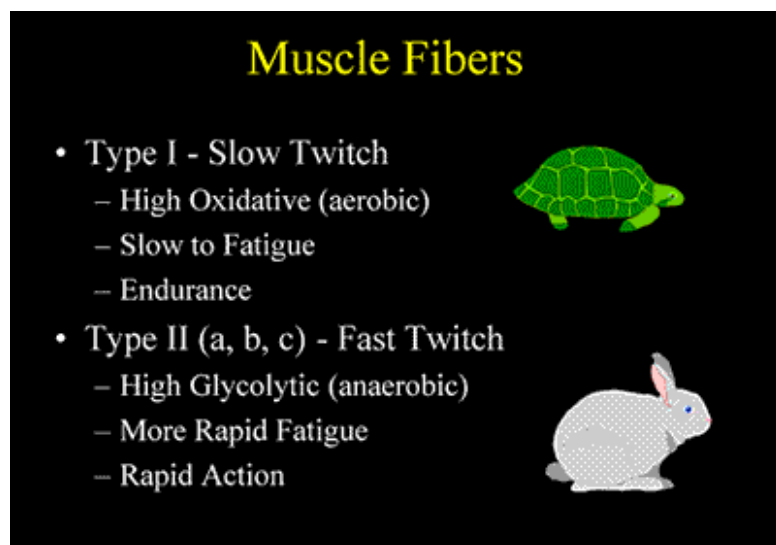 Muscle Fibers
• Type I - Slow Twitch
– High Oxidative (aerobic)
– Slow to Fatigue
– Endurance
• Type II (a, b, c) - Fast Twitch
– High Glycolytic (anaerobic)
– More Rapid Fatigue
– Rapid Action